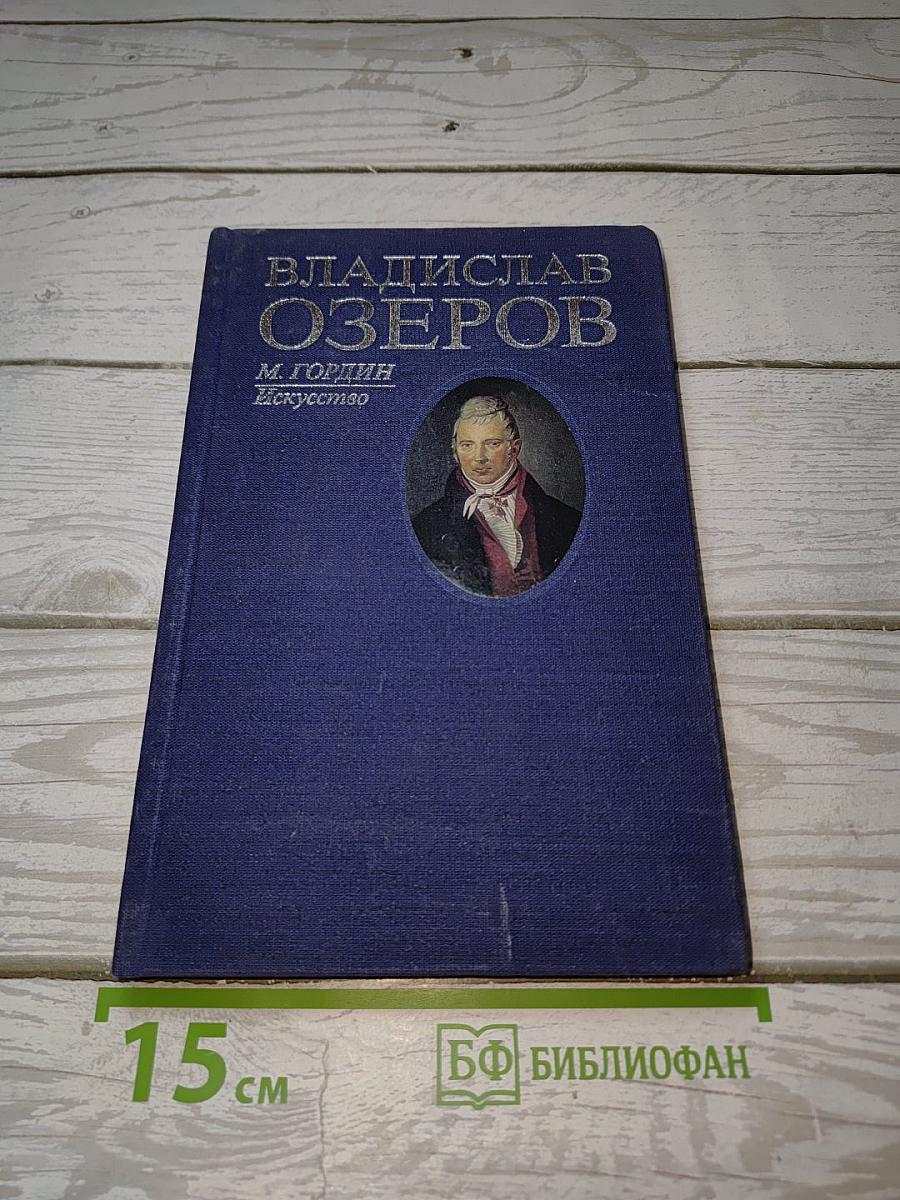 ВЛАДИСЛАВ
ОЗЕРОВ
М. ГОРДИН
Искусство
15 см
БФ БИБЛИОФАН